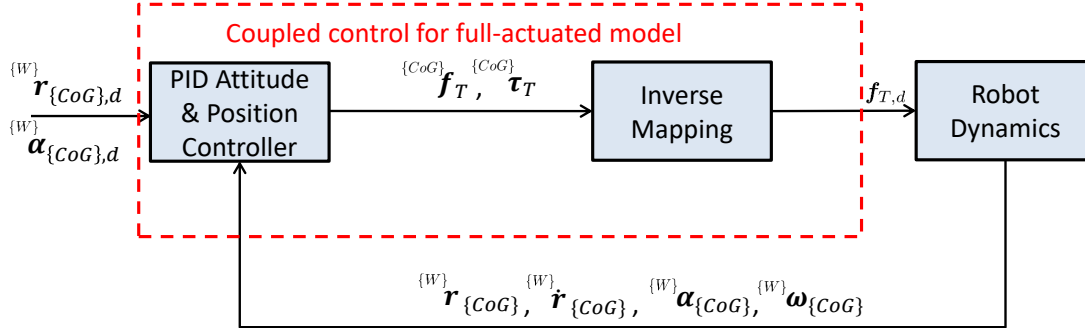 Coupled control for full-actuated model
{W}r{CoG},d
{W}α{CoG},d
PID Attitude
& Position
Controller
{CoG}f_T, {CoG}τ_T
Inverse
Mapping
f_T,d
Robot
Dynamics
{W}r{CoG}, {W}ṙ{CoG}, {W}α{CoG}, {W}ω{CoG}